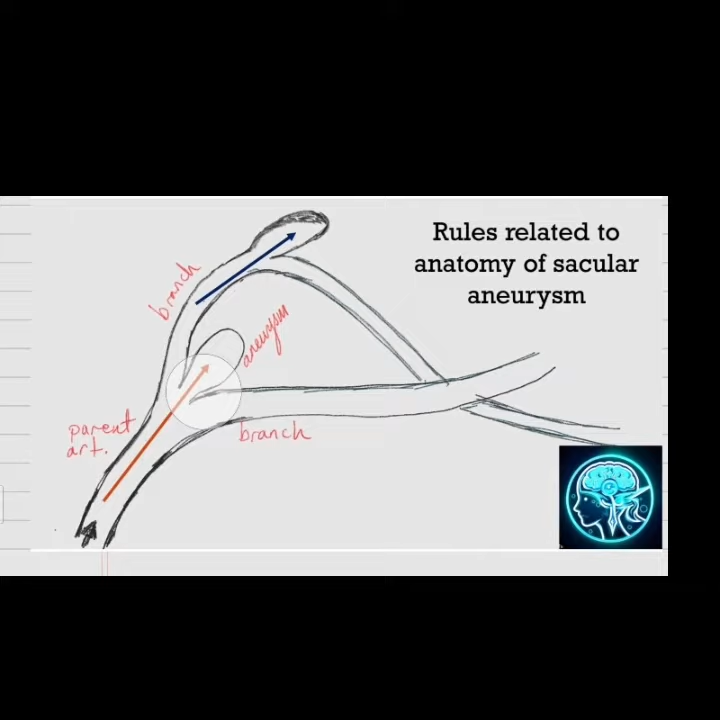 Rules related to
anatomy of sacular
aneurysm
branch
aneurysm
parent
art.
branch